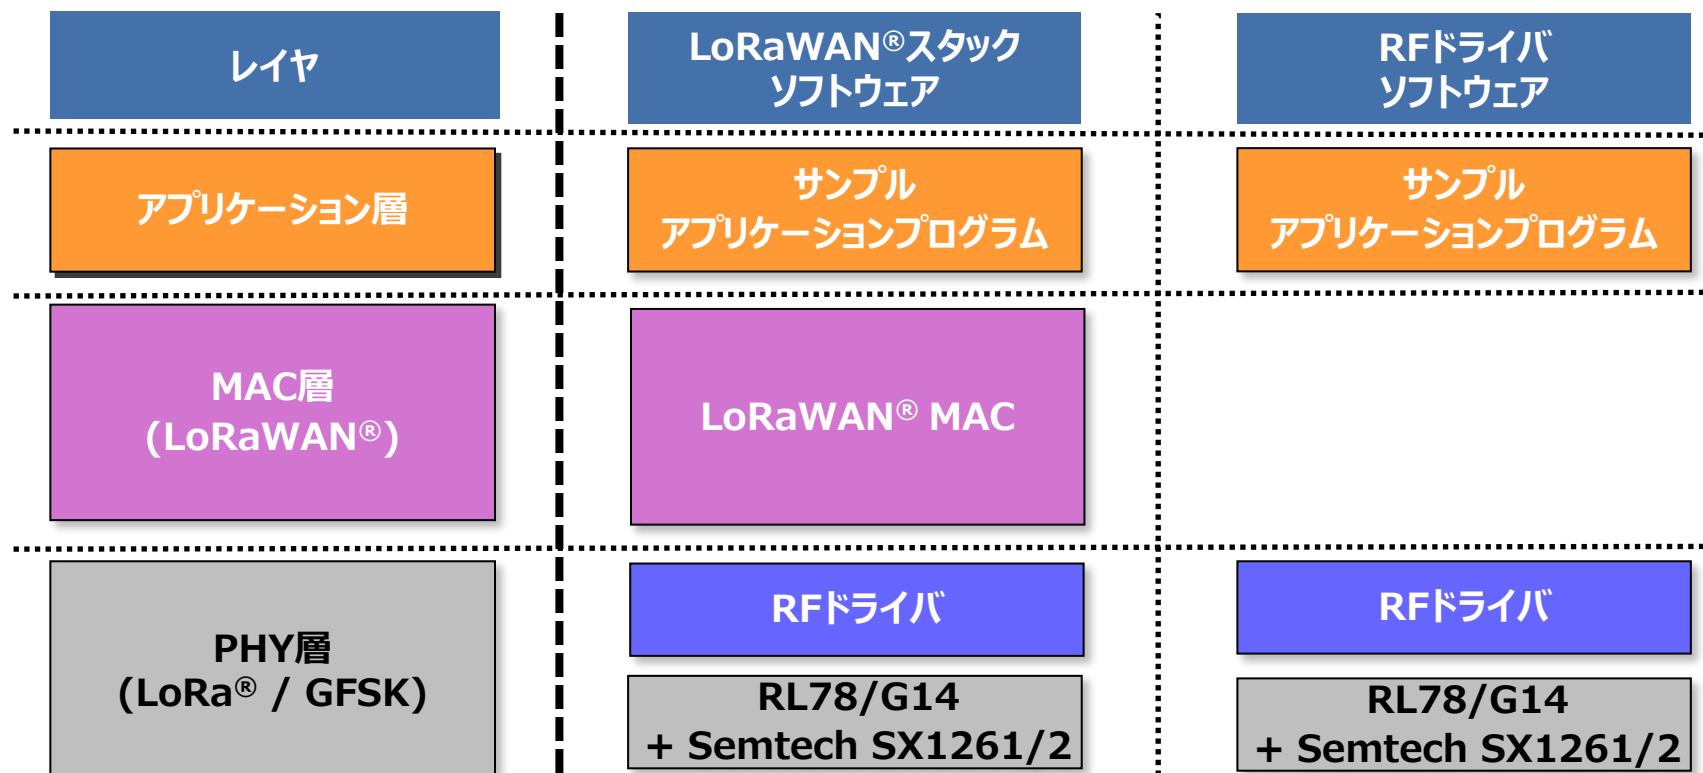 レイヤ
LoRaWAN®スタック
ソフトウェア
RFドライバ
ソフトウェア
アプリケーション層
サンプル
アプリケーションプログラム
サンプル
アプリケーションプログラム
MAC層
(LoRaWAN®)
LoRaWAN® MAC
PHY層
(LoRa® / GFSK)
RFドライバ
RL78/G14
+ Semtech SX1261/2
RFドライバ
RL78/G14
+ Semtech SX1261/2